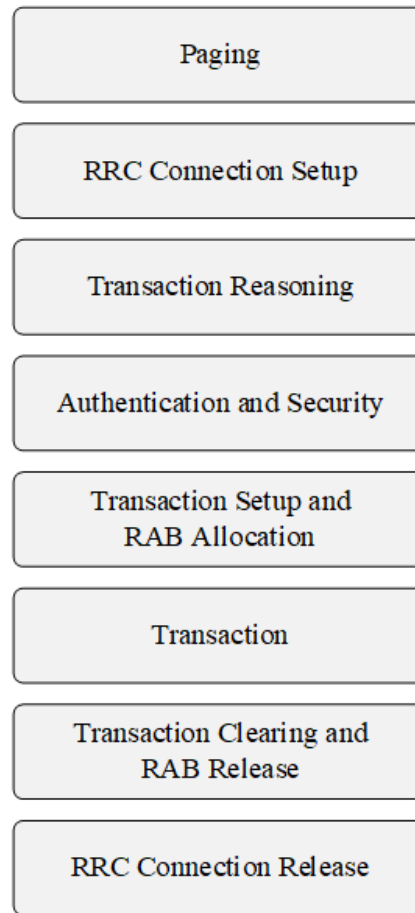 Paging
RRC Connection Setup
Transaction Reasoning
Authentication and Security
Transaction Setup and
RAB Allocation
Transaction
Transaction Clearing and
RAB Release
RRC Connection Release